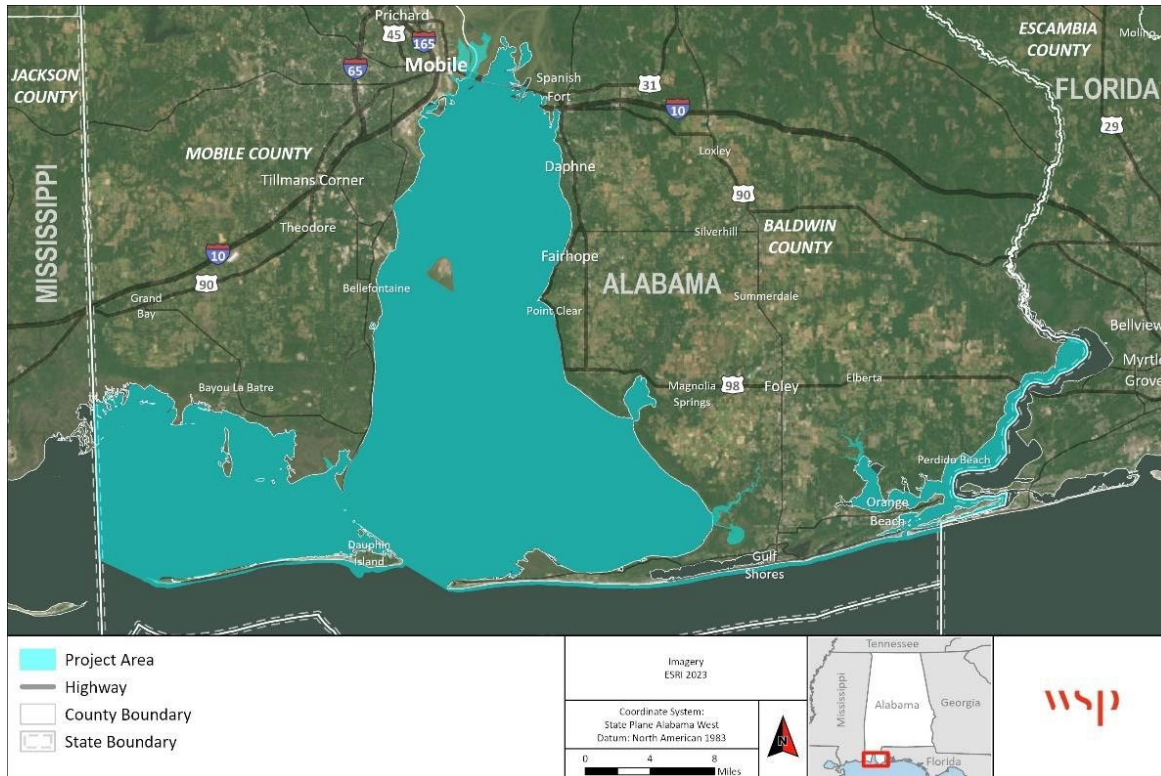 Prichard
45
165
65
Mobile
Spanish
Fort
31
10
ESCAMBIA
COUNTY
Molino
FLORIDA
29
JACKSON
COUNTY
MISSISSIPPI
MOBILE COUNTY
Tillmans Corner
Theodore
10
90
Grand
Bay
Bellefontaine
Bayou La Batre
Daphne
Loxley
90
Silverhill
BALDWIN
COUNTY
Fairhope
ALABAMA
Summerdale
Point Clear
Bellview
Myrtle
Grove
Magnolia
Springs
98
Foley
Elberta
Perdido Beach
Orange
Beach
Gulf
Shores
Dauphin
Island
Project Area
Highway
County Boundary
State Boundary
Imagery
ESRI 2023
Coordinate System:
State Plane Alabama West
Datum: North American 1983
0 4 8
Miles
N
Tennessee
Mississippi
Alabama
Georgia
Florida
wsp